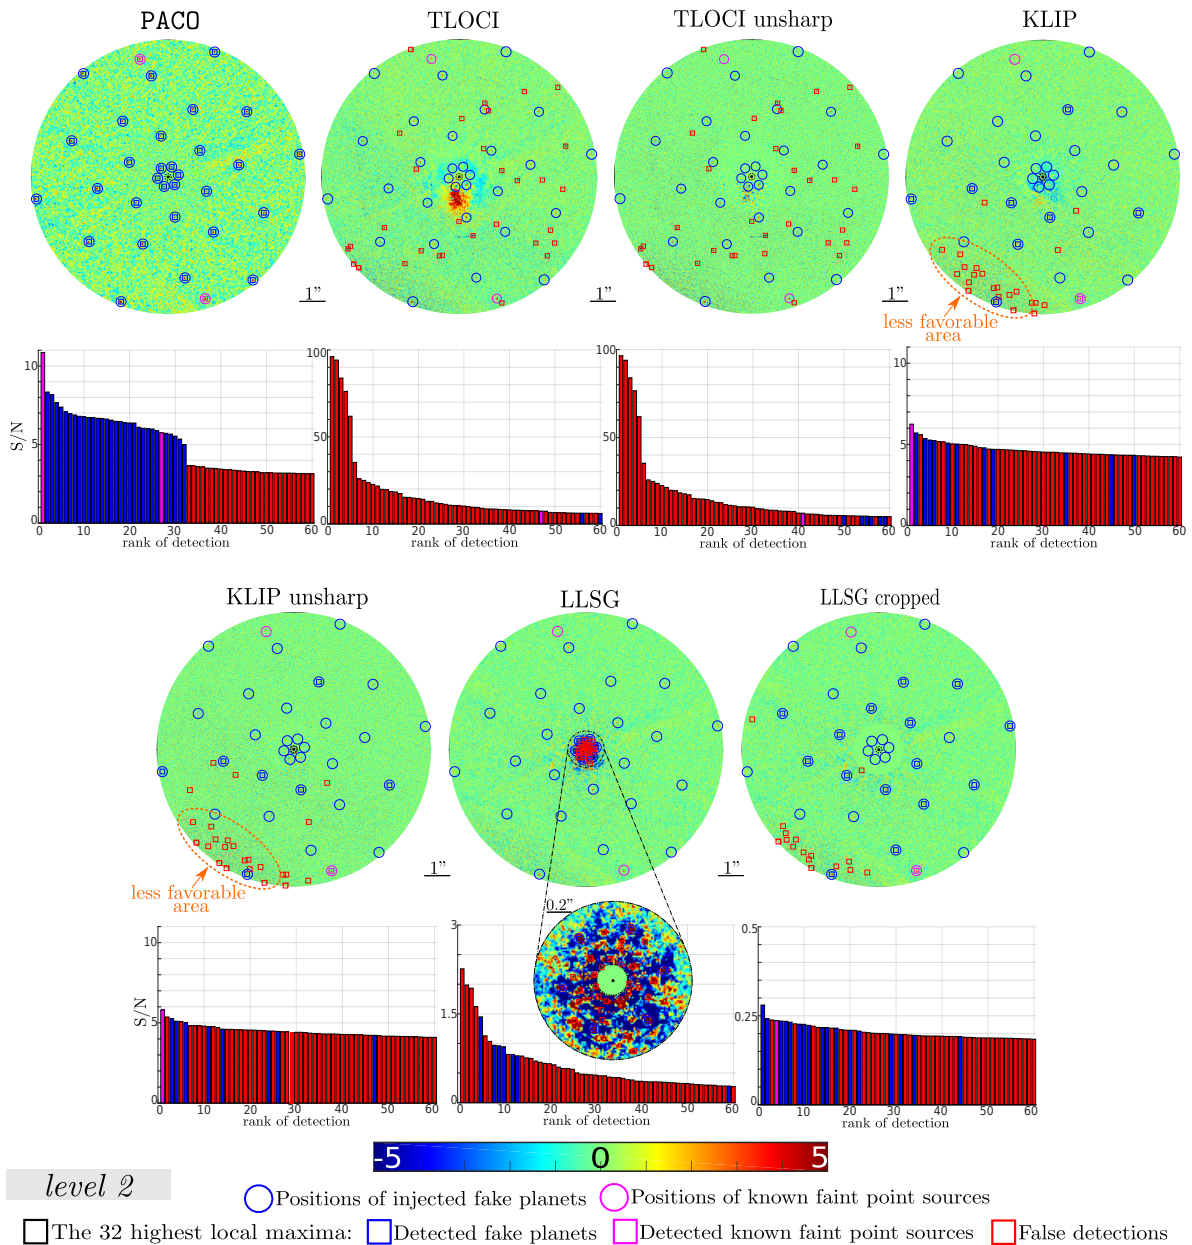 PACO
TLOCI
TLOCI unsharp
KLIP
1"
1"
1"
less favorable
area
10
5
0
S/N
0 10 20 30 40 50 60
rank of detection
100
50
0
0 10 20 30 40 50 60
rank of detection
100
50
0
0 10 20 30 40 50 60
rank of detection
10
5
0
0 10 20 30 40 50 60
rank of detection
KLIP unsharp
LLSG
LLSG cropped
1"
1"
less favorable
area
0.2"
10
5
0
S/N
0 10 20 30 40 50 60
rank of detection
3
1.5
0
0 10 20 30 40 50 60
rank of detection
0.5
0.25
0
0 10 20 30 40 50 60
rank of detection
-5 0 5
level 2
Positions of injected fake planets
Positions of known faint point sources
The 32 highest local maxima:
Detected fake planets
Detected known faint point sources
False detections